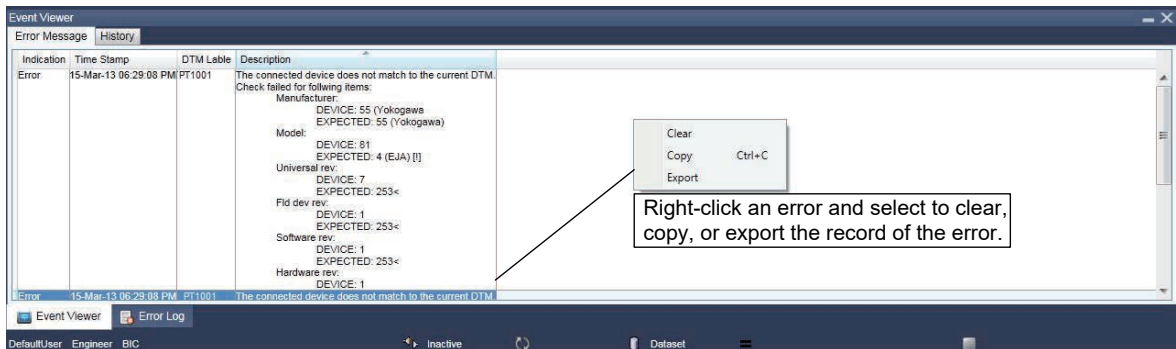 Event Viewer
Error Message History
Indication Time Stamp DTM Lable Description
Error 15-Mar-13 06:29:08 PM PT1001 The connected device does not match to the current DTM.
Check failed for follwing items:
Manufacturer:
DEVICE: 55 (Yokogawa
EXPECTED: 55 (Yokogawa)
Model:
DEVICE: 81
EXPECTED: 4 (EJA) [!]
Universal rev:
DEVICE: 7
EXPECTED: 253<
Fld dev rev:
DEVICE: 1
EXPECTED: 253<
Software rev:
DEVICE: 1
EXPECTED: 253<
Hardware rev:
DEVICE: 1
Error 15-Mar-13 06:29:08 PM PT1001 The connected device does not match to the current DTM
Clear
Copy Ctrl+C
Export
Right-click an error and select to clear,
copy, or export the record of the error.
Event Viewer Error Log
DefaultUser Engineer BIC Inactive Dataset